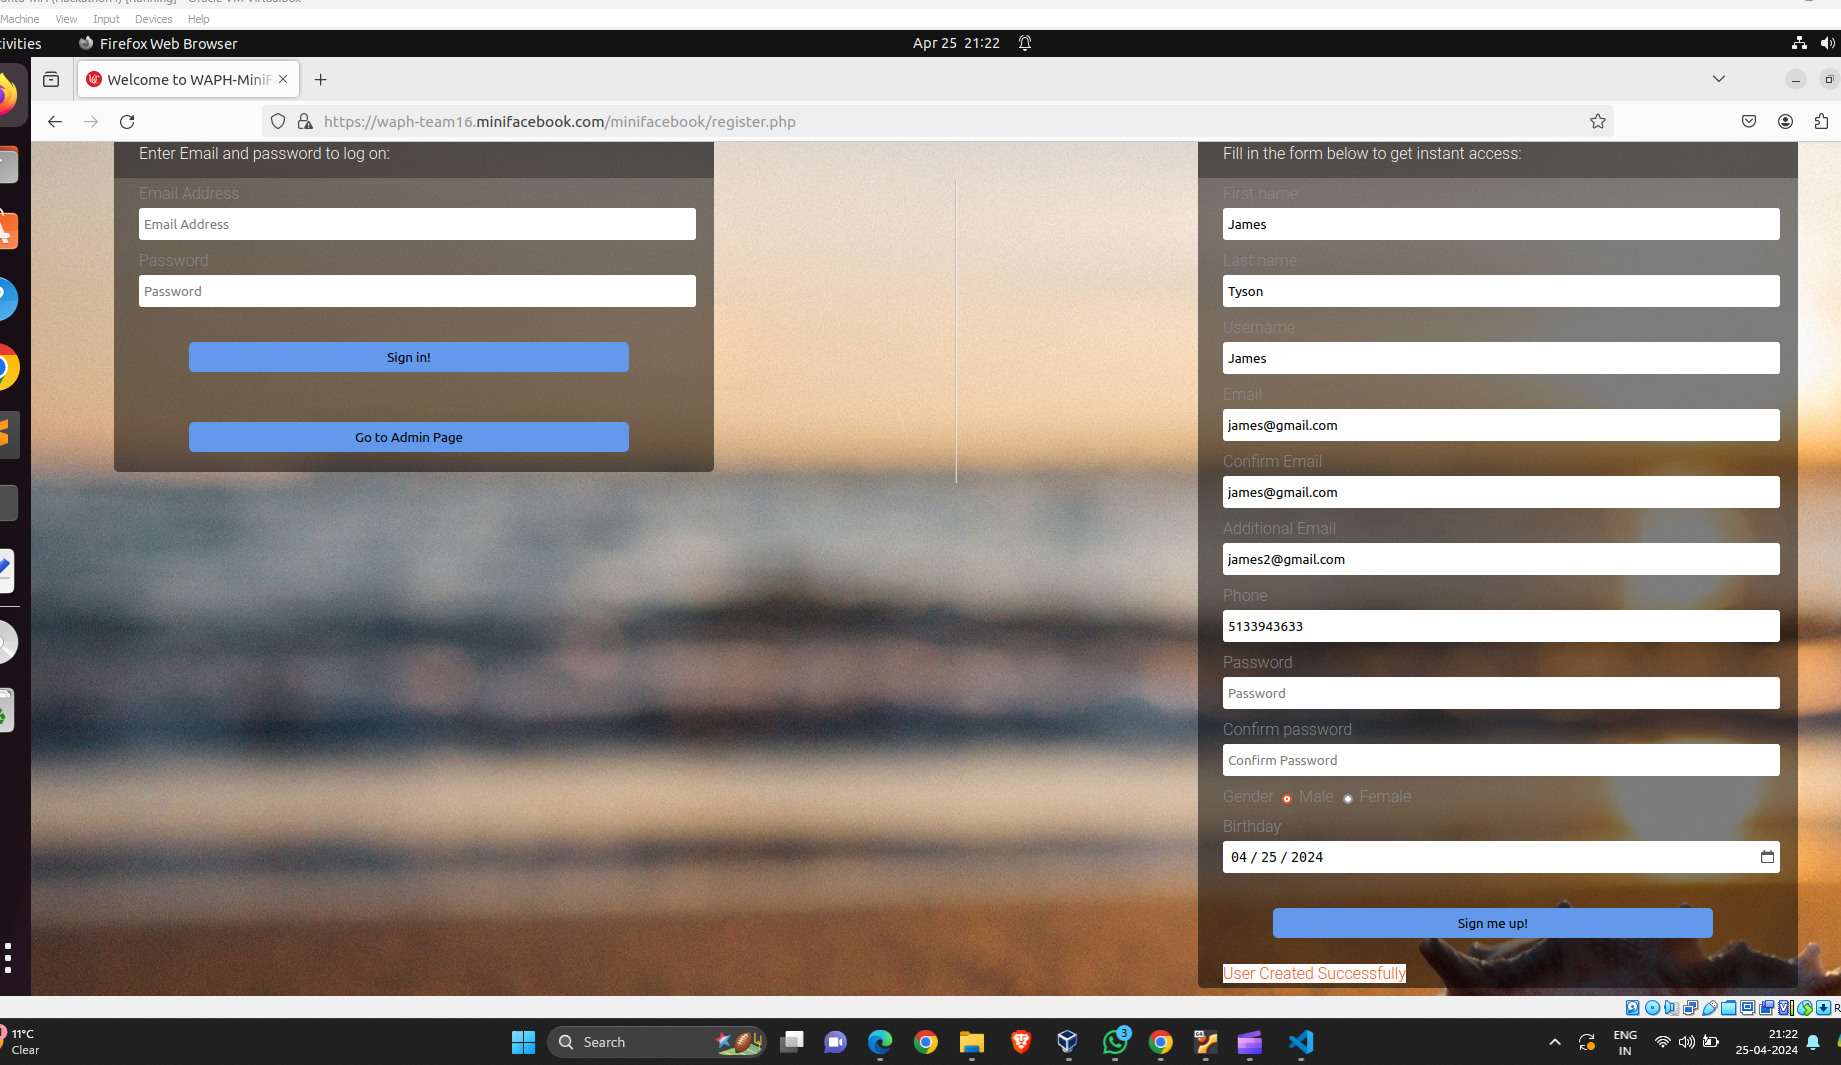 Machine View Input Devices Help
Firefox Web Browser
Apr 25 21:22
Welcome to WAPH-MiniF
https://waph-team16.minifacebook.com/minifacebook/register.php
Enter Email and password to log on:
Email Address
Email Address
Password
Password
Sign in!
Go to Admin Page
Fill in the form below to get instant access:
First name
James
Last name
Tyson
Username
James
Email
james@gmail.com
Confirm Email
james@gmail.com
Additional Email
james2@gmail.com
Phone
5133943633
Password
Password
Confirm password
Confirm Password
Gender Male Female
Birthday
04 / 25 / 2024
Sign me up!
User Created Successfully
11°C
Clear
Search
3
ENG
IN
21:22
25-04-2024